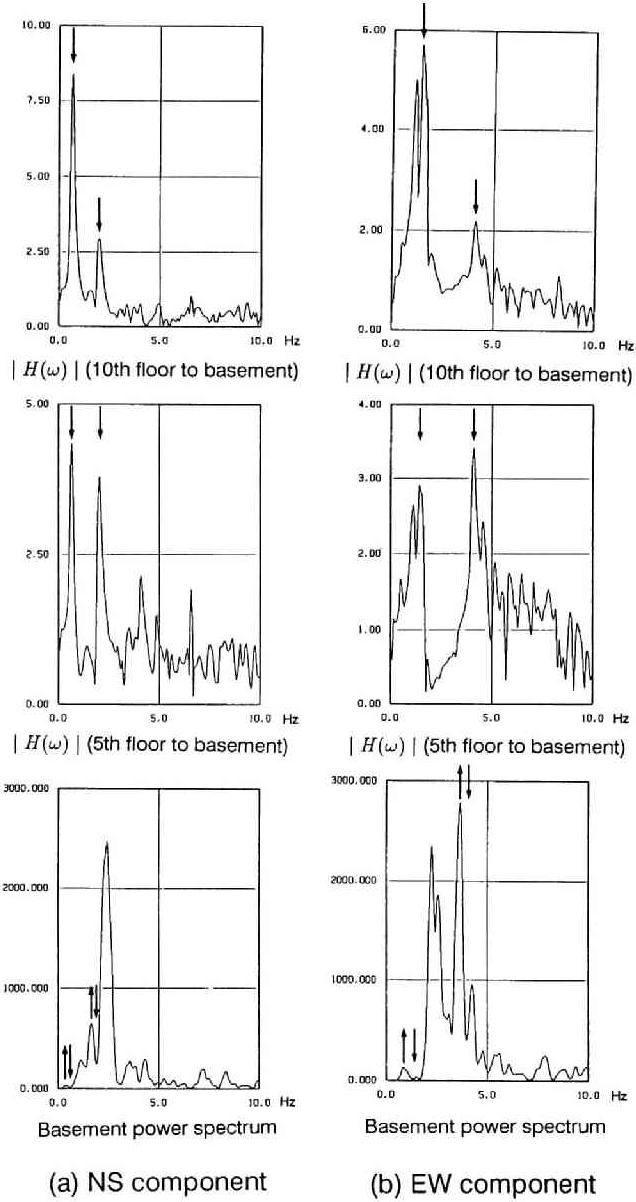 10.00
7.50
5.00
2.50
0.00
0.0 5.0 10.0 Hz
| H(ω) | (10th floor to basement)
6.00
4.00
2.00
0.00
0.0 5.0 10.0 Hz
| H(ω) | (10th floor to basement)
5.00
2.50
0.00
0.0 5.0 10.0 Hz
| H(ω) | (5th floor to basement)
4.00
3.00
2.00
1.00
0.00
0.0 5.0 10.0 Hz
| H(ω) | (5th floor to basement)
3000.000
2000.000
1000.000
0.000
0.0 5.0 10.0 Hz
Basement power spectrum
3000.000
2000.000
1000.000
0.000
0.0 5.0 10.0 Hz
Basement power spectrum
(a) NS component
(b) EW component